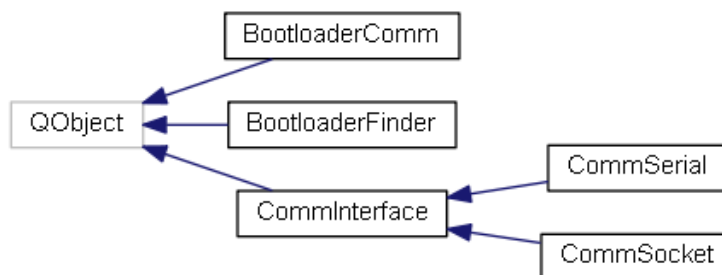 BootloaderComm
QObject
BootloaderFinder
CommSerial
CommInterface
CommSocket